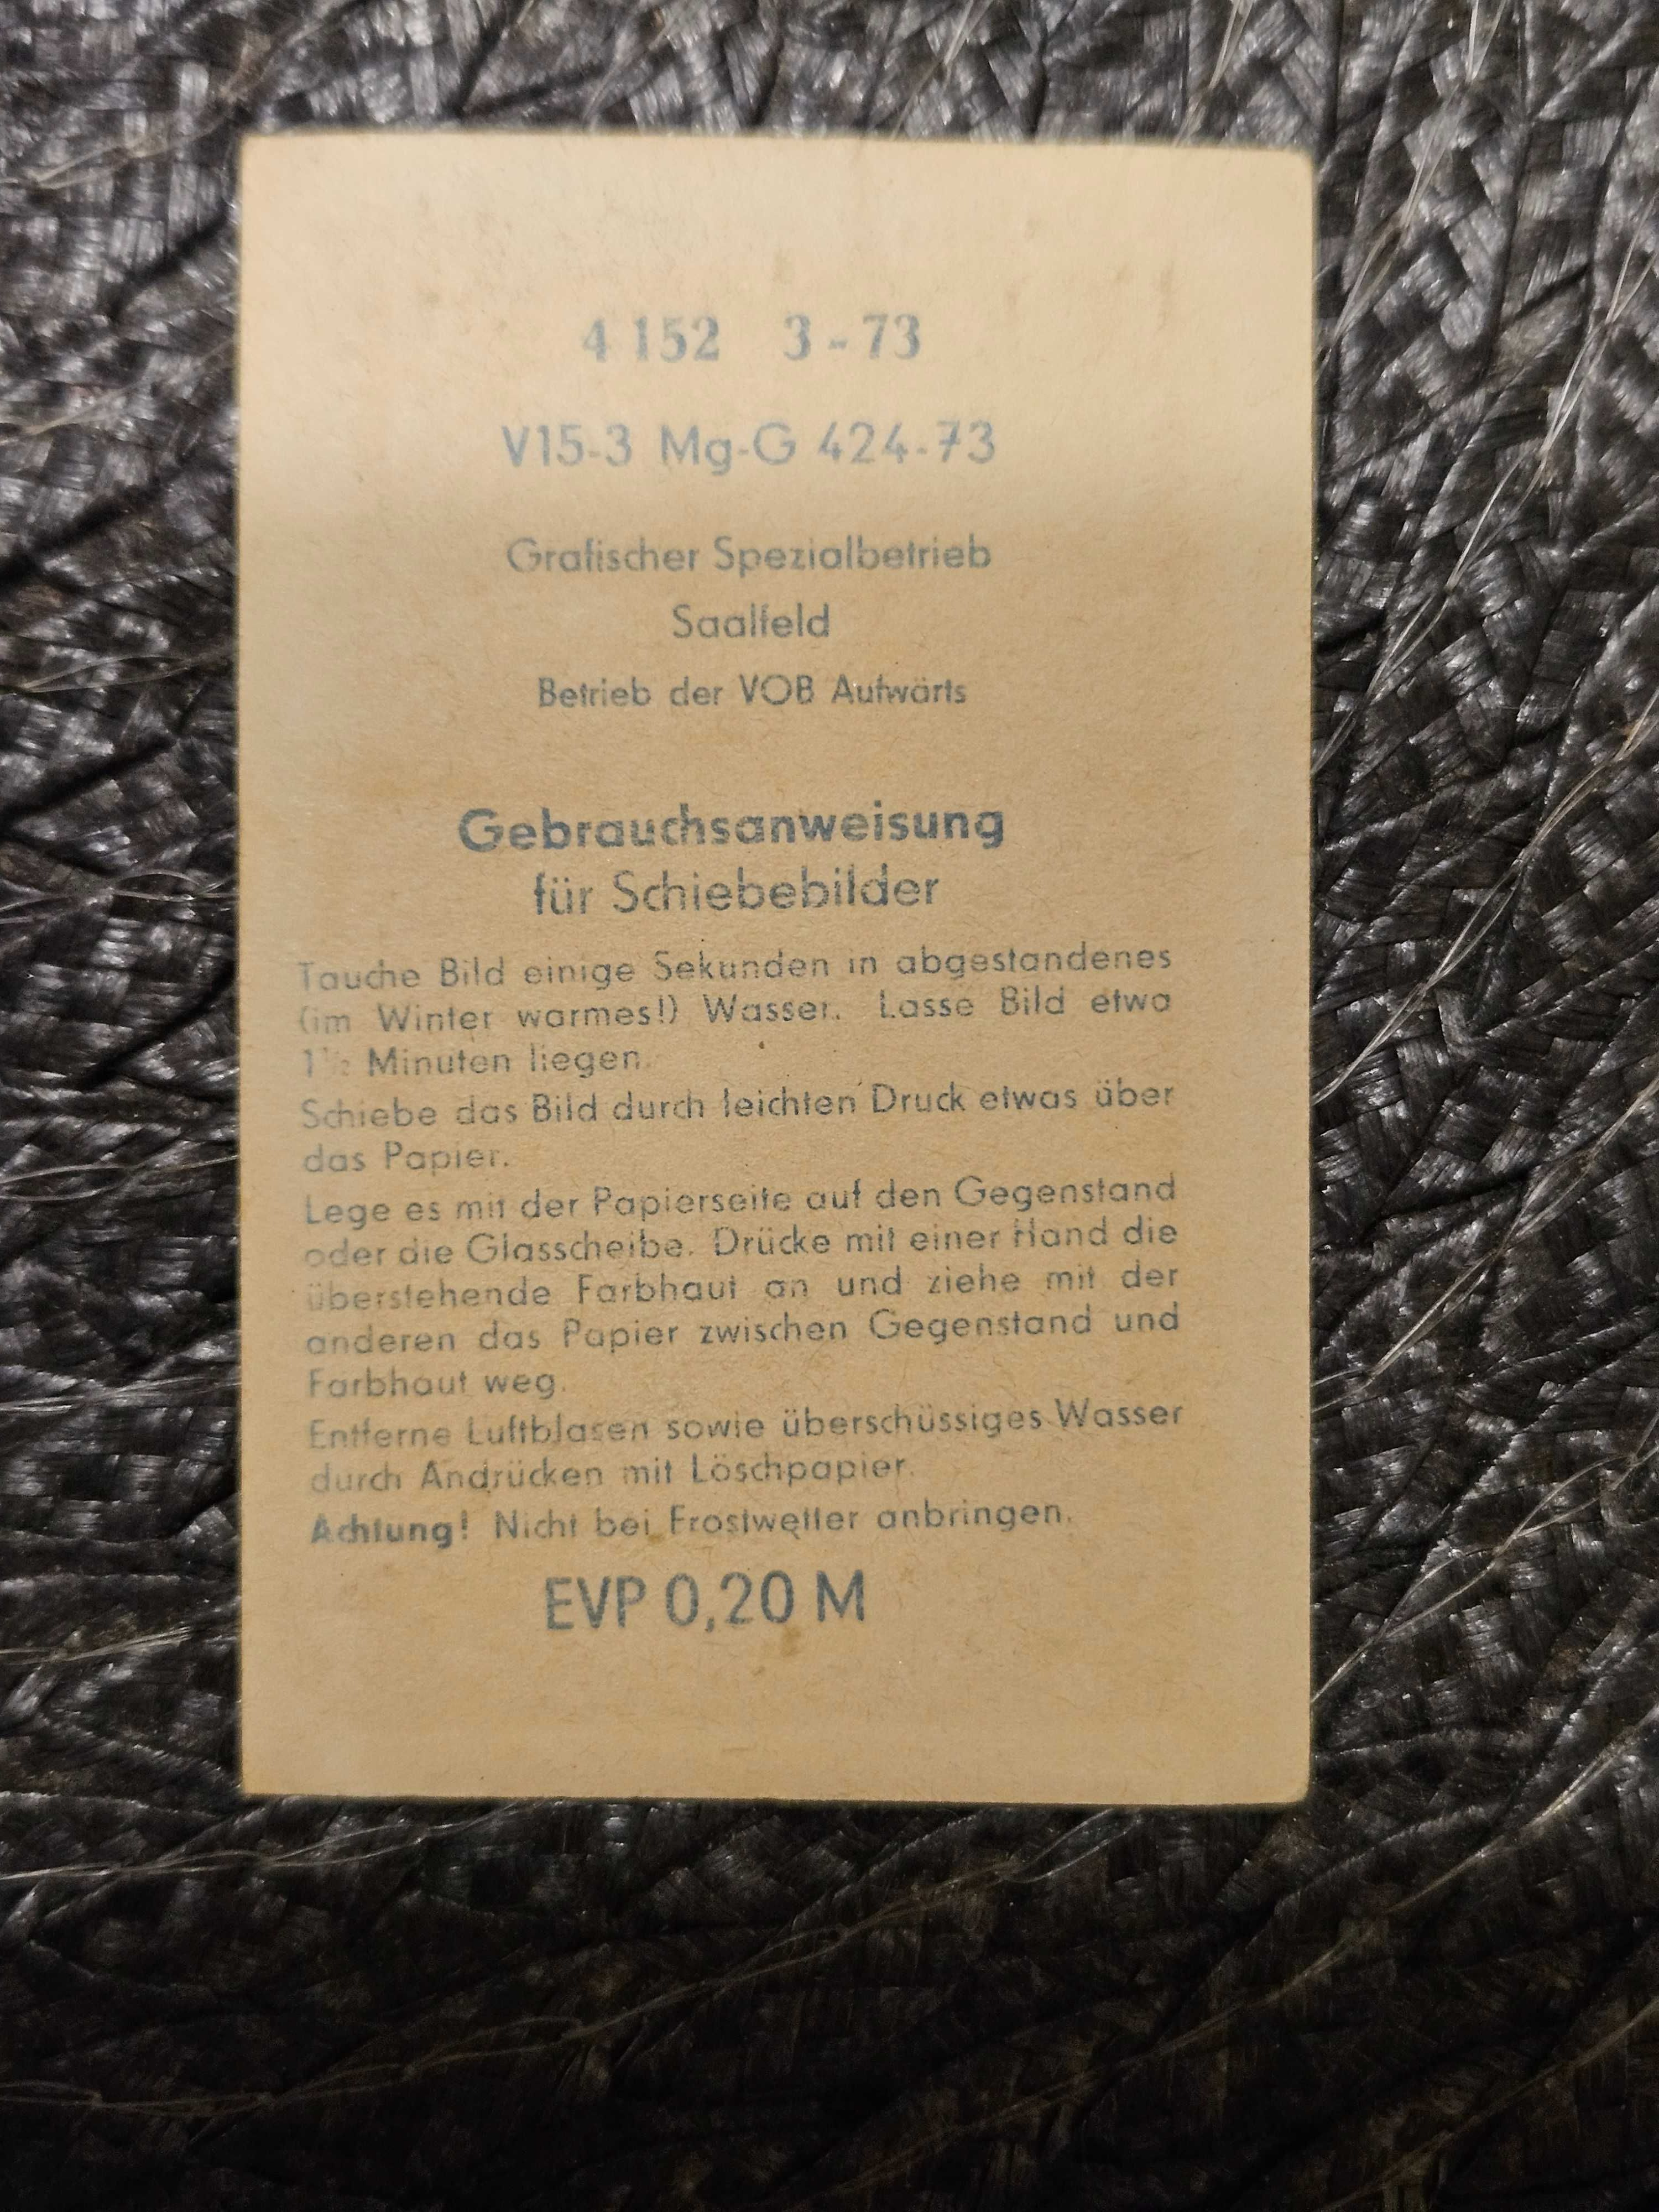 4 152 3-73
V15-3 Mg-G 424-73
Grafischer Spezialbetrieb
Saalfeld
Betrieb der VOB Aufwärts
Gebrauchsanweisung
für Schiebebilder
Tauche Bild einige Sekunden in abgestandenes
(im Winter warmes!) Wasser. Lasse Bild etwa
1½ Minuten liegen.
Schiebe das Bild durch leichten Druck etwas über
das Papier.
Lege es mit der Papierseite auf den Gegenstand
oder die Glasscheibe. Drücke mit einer Hand die
überstehende Farbhaut an und ziehe mit der
anderen das Papier zwischen Gegenstand und
Farbhaut weg.
Entferne Luftblasen sowie überschüssiges Wasser
durch Andrücken mit Löschpapier.
Achtung! Nicht bei Frostwetter anbringen.
EVP 0,20 M